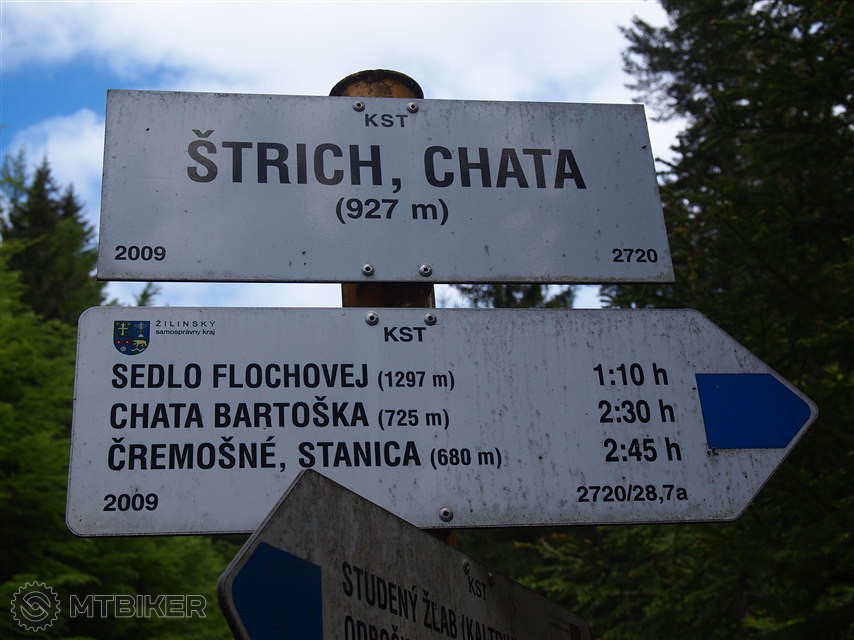 KST
ŠTRICH, CHATA
(927 m)
2009 2720
ŽILINSKÝ
samosprávny kraj
KST
SEDLO FLOCHOVEJ (1297 m) 1:10 h
CHATA BARTOŠKA (725 m) 2:30 h
ČREMOŠNÉ, STANICA (680 m) 2:45 h
2009 2720/28,7a
KST
STUDENÝ ŽĽAB
MTBIKER